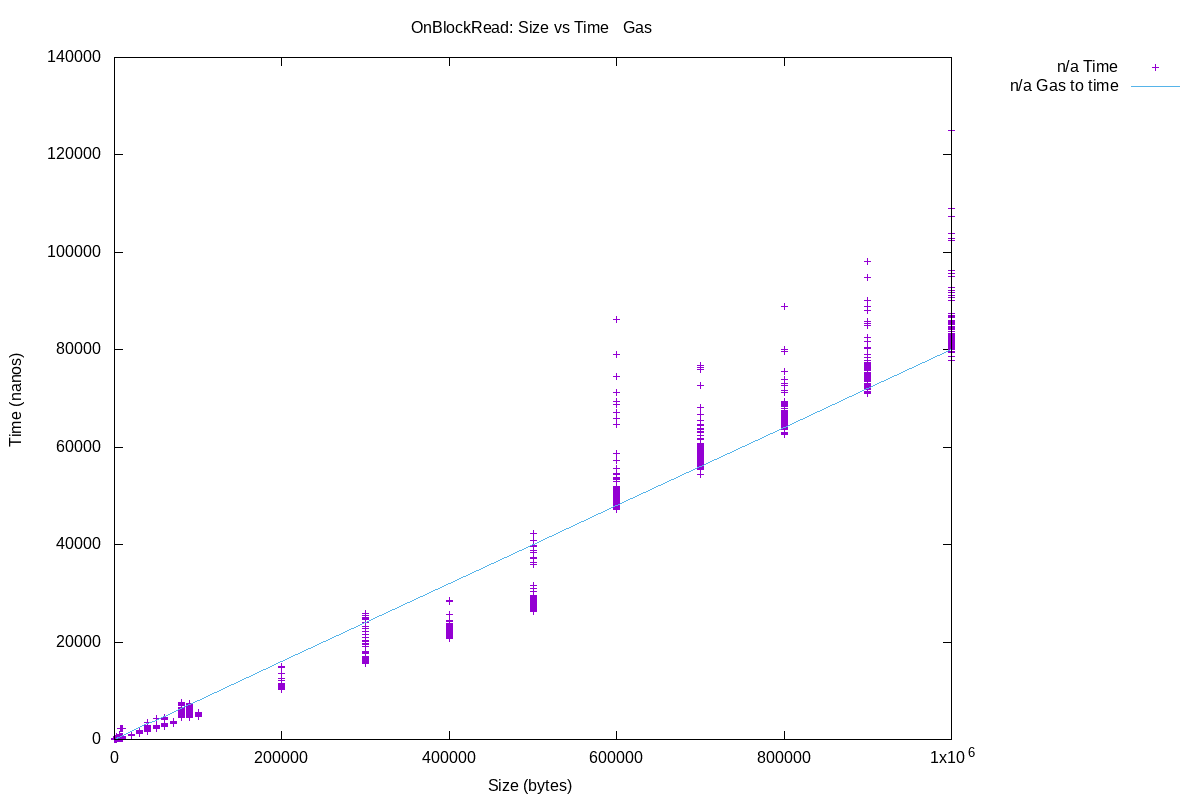 OnBlockRead: Size vs Time   Gas
n/a Time
n/a Gas to time
Time (nanos)
140000
120000
100000
80000
60000
40000
20000
0
0 200000 400000 600000 800000 1x10⁶
Size (bytes)